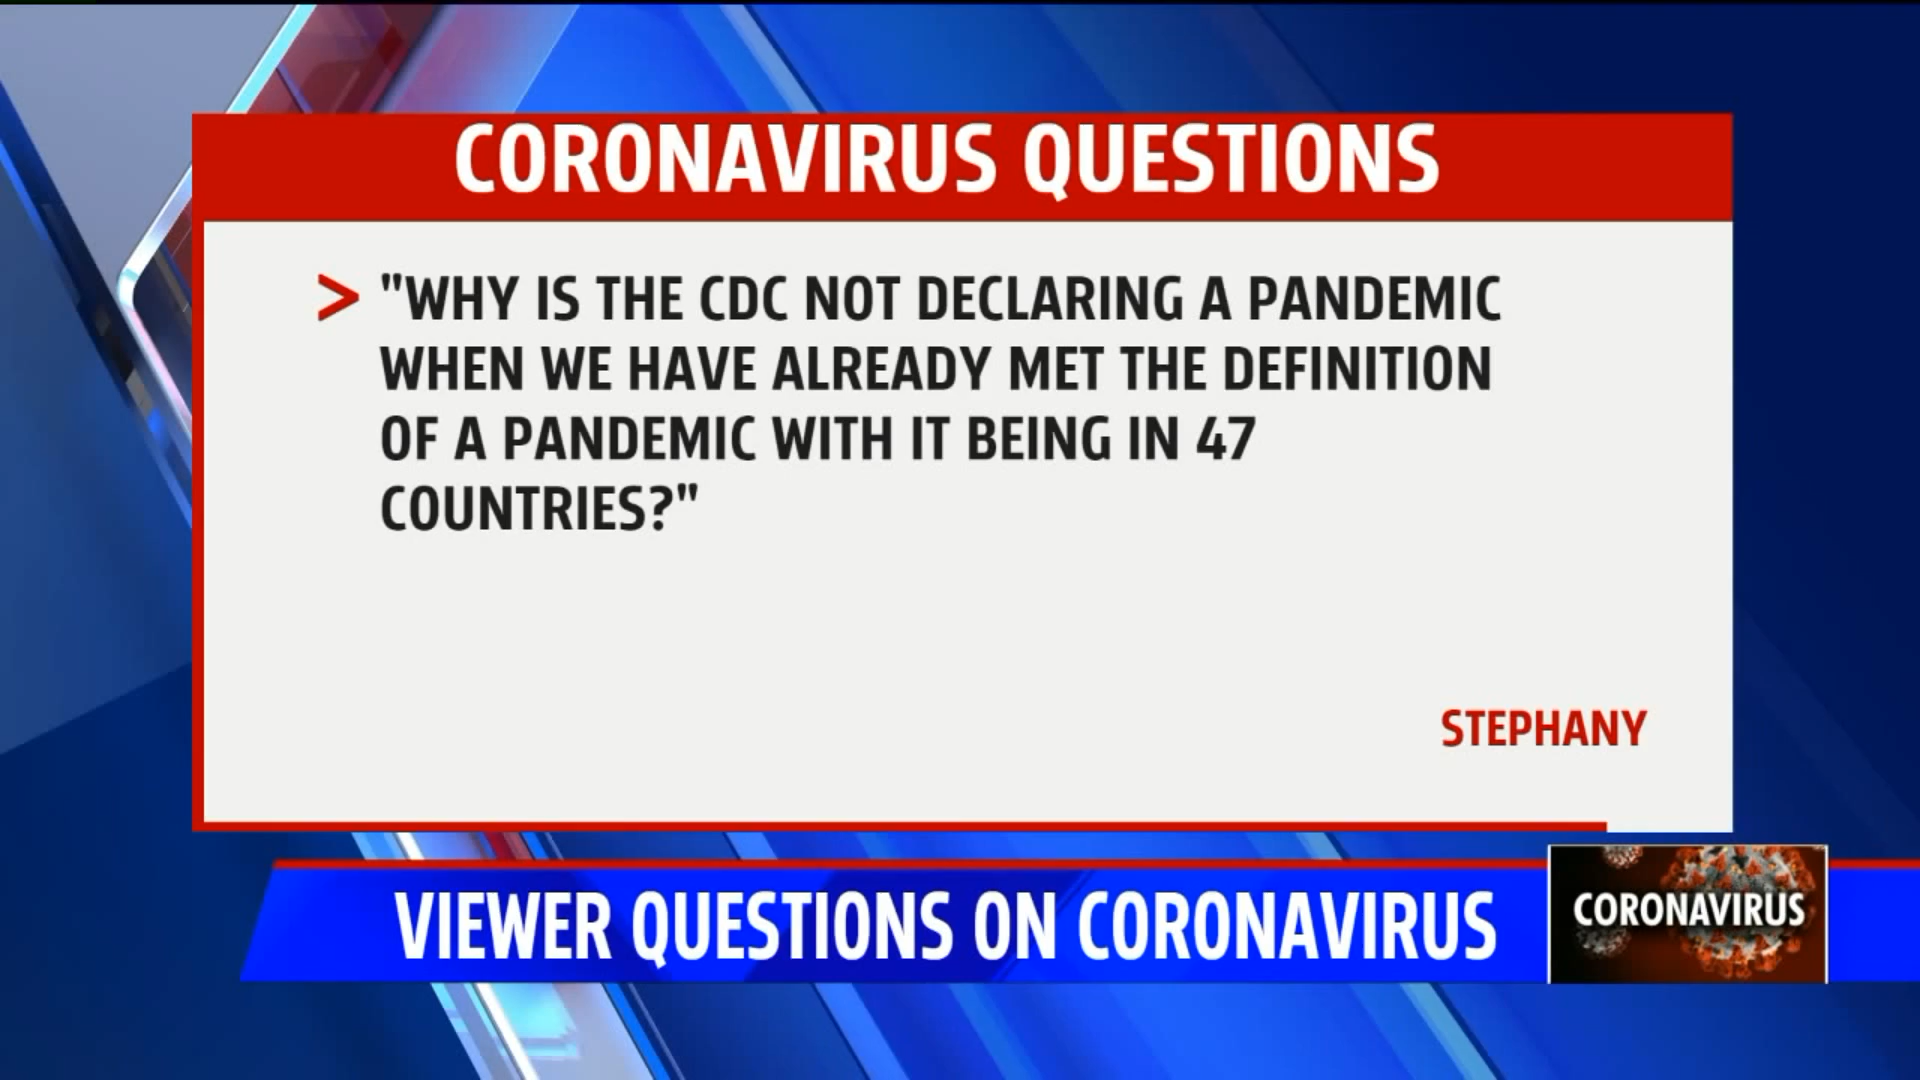 CORONAVIRUS QUESTIONS
> "WHY IS THE CDC NOT DECLARING A PANDEMIC
WHEN WE HAVE ALREADY MET THE DEFINITION
OF A PANDEMIC WITH IT BEING IN 47
COUNTRIES?"
STEPHANY
VIEWER QUESTIONS ON CORONAVIRUS
CORONAVIRUS